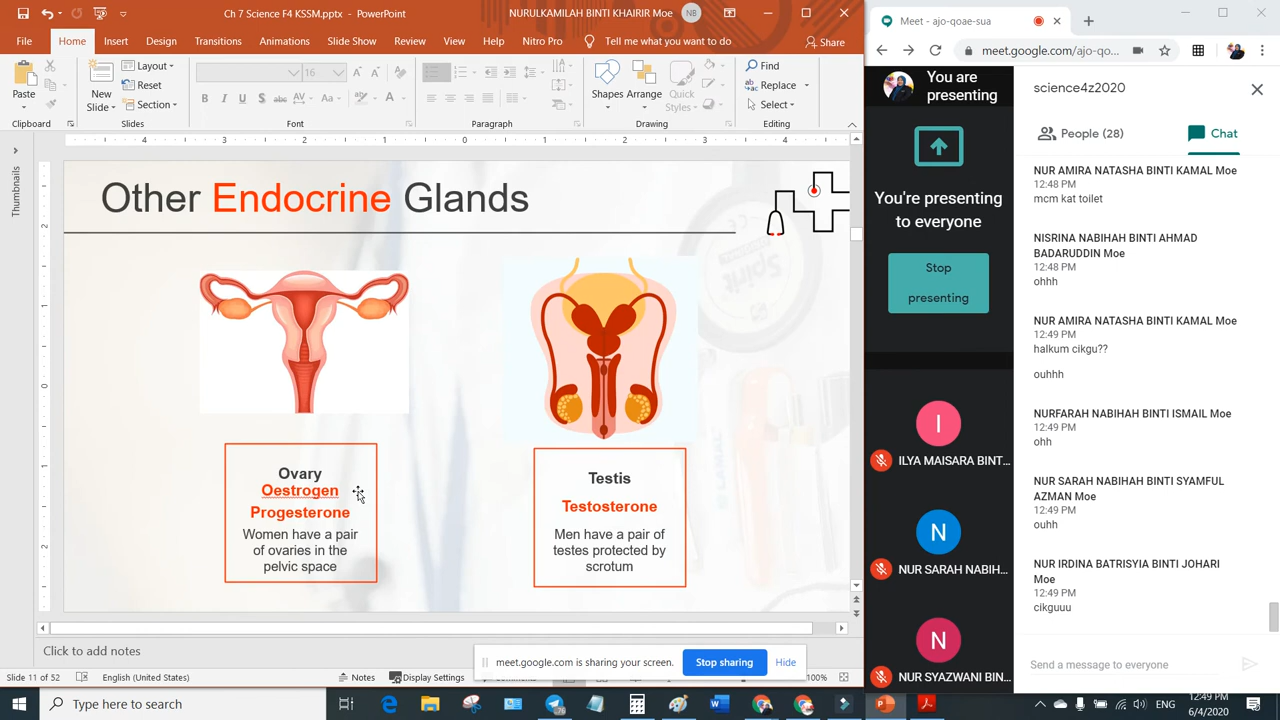 Ch 7 Science F4 KSSM.pptx - PowerPoint
NURULKAMILAH BINTI KHAIRIR Moe
NB
File
Home
Insert
Design
Transitions
Animations
Slide Show
Review
View
Help
Nitro Pro
Tell me what you want to do
Share
Paste
Clipboard
New
Slide
Layout
Reset
Section
Slides
Font
Paragraph
Shapes
Arrange
Quick
Styles
Drawing
Find
Replace
Select
Editing
Thumbnails
Other Endocrine Glands
Ovary
Oestrogen
Progesterone
Women have a pair
of ovaries in the
pelvic space
Testis
Testosterone
Men have a pair of
testes protected by
scrotum
Click to add notes
meet.google.com is sharing your screen.
Stop sharing
Hide
Slide 11 of 52
English (United States)
Notes
Display Settings
100%
Type here to search
Meet - ajo-qoae-sua
meet.google.com/ajo-qo...
You are
presenting
You're presenting
to everyone
Stop
presenting
I
ILYA MAISARA BINT...
N
NUR SARAH NABIH...
N
NUR SYAZWANI BIN...
science4z2020
People (28)
Chat
NUR AMIRA NATASHA BINTI KAMAL Moe
12:48 PM
mcm kat toilet
NISRINA NABIHAH BINTI AHMAD
BADARUDDIN Moe
12:48 PM
ohhh
NUR AMIRA NATASHA BINTI KAMAL Moe
12:49 PM
halkum cikgu??
ouhhh
NURFARAH NABIHAH BINTI ISMAIL Moe
12:49 PM
ohh
NUR SARAH NABIHAH BINTI SYAMFUL
AZMAN Moe
12:49 PM
ouhh
NUR IRDINA BATRISYIA BINTI JOHARI
Moe
12:49 PM
cikguuu
Send a message to everyone
ENG
12:49 PM
6/4/2020